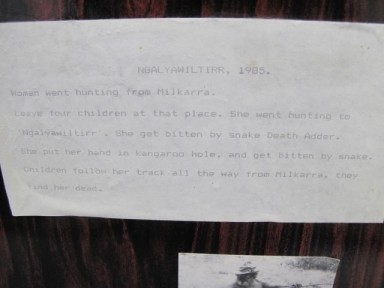 NGALYAWILTIRR, 1985.
Woman went hunting from Milkarra.
Leave four children at that place. She went hunting to
'Ngalyawiltirr'. She get bitten by snake Death Adder.
She put her hand in kangaroo hole, and get bitten by snake.
Children follow her track all the way from Milkarra, they
find her dead.